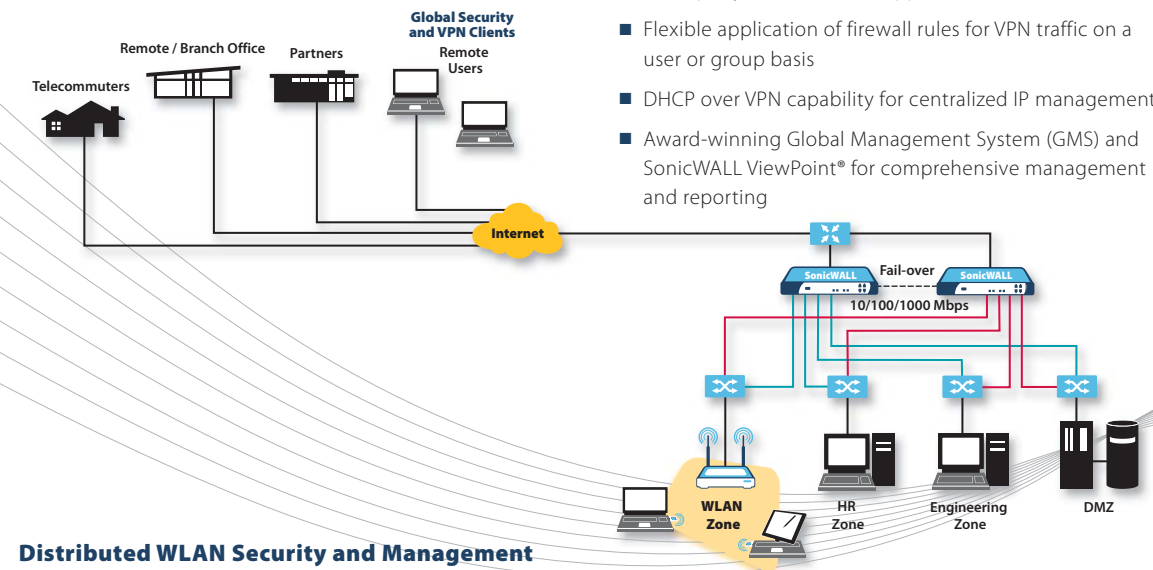 Global Security
and VPN Clients
Remote
Users
Remote / Branch Office
Partners
Telecommuters
■ Flexible application of firewall rules for VPN traffic on a
user or group basis
■ DHCP over VPN capability for centralized IP management
■ Award-winning Global Management System (GMS) and
SonicWALL ViewPoint® for comprehensive management
and reporting
Internet
SonicWALL
Fail-over
SonicWALL
10/100/1000 Mbps
WLAN
Zone
HR
Zone
Engineering
Zone
DMZ
Distributed WLAN Security and Management